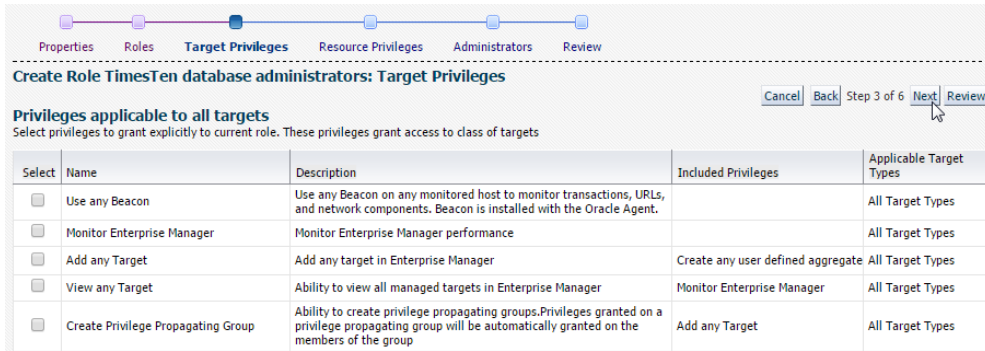 Properties Roles Target Privileges Resource Privileges Administrators Review
Create Role TimesTen database administrators: Target Privileges
Cancel Back Step 3 of 6 Next Review
Privileges applicable to all targets
Select privileges to grant explicitly to current role. These privileges grant access to class of targets
Select Name Description Included Privileges Applicable Target
Types
Use any Beacon Use any Beacon on any monitored host to monitor transactions, URLs,
and network components. Beacon is installed with the Oracle Agent. All Target Types
Monitor Enterprise Manager Monitor Enterprise Manager performance All Target Types
Add any Target Add any target in Enterprise Manager Create any user defined aggregate All Target Types
View any Target Ability to view all managed targets in Enterprise Manager Monitor Enterprise Manager All Target Types
Create Privilege Propagating Group Ability to create privilege propagating groups.Privileges granted on a
privilege propagating group will be automatically granted on the
members of the group Add any Target All Target Types